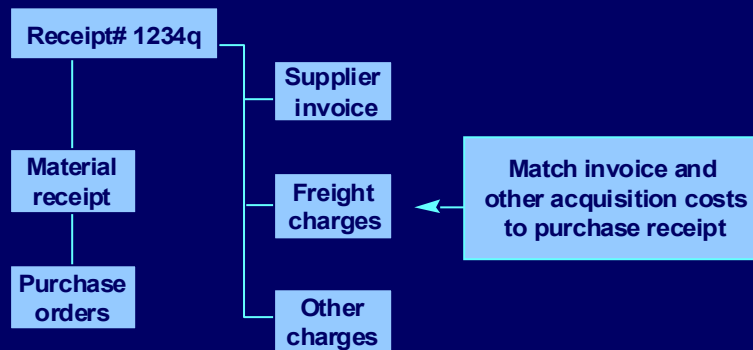 Receipt# 1234q
Supplier
invoice
Material
receipt
Freight
charges
Match invoice and
other acquisition costs
to purchase receipt
Purchase
orders
Other
charges